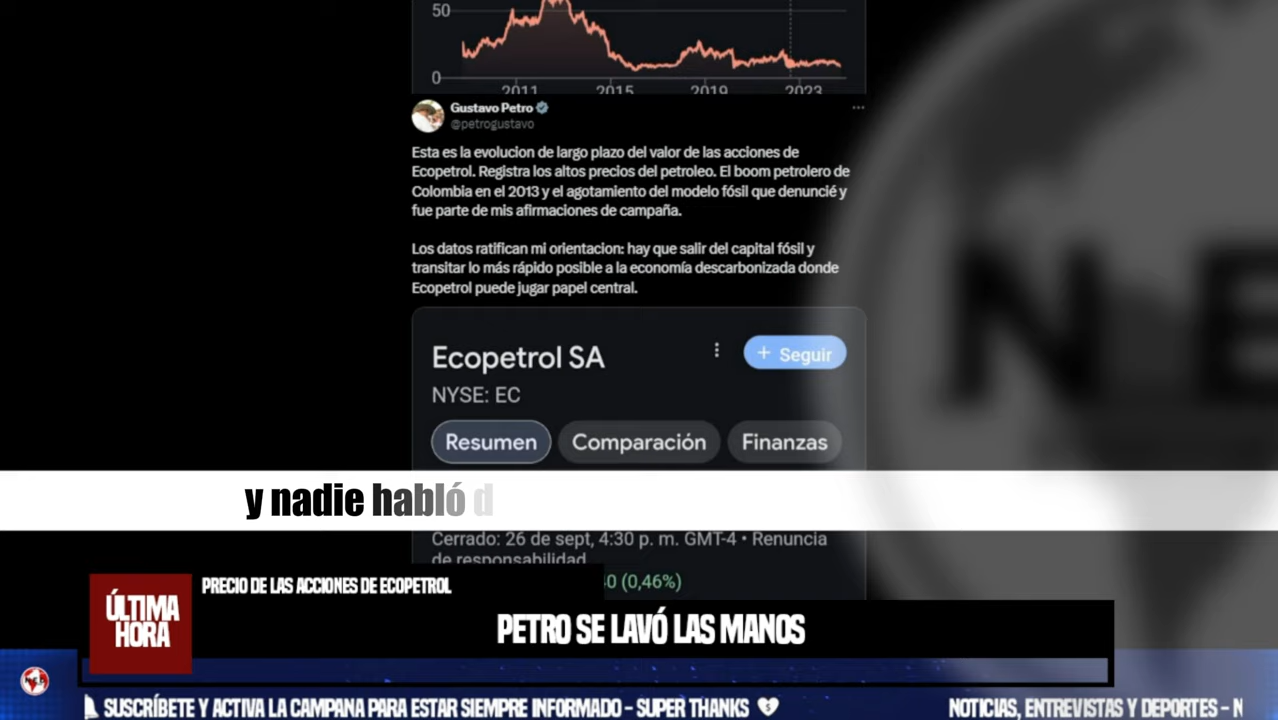 50
0
2011 2015 2019 2023
Gustavo Petro
@petrogustavo
Esta es la evolucion de largo plazo del valor de las acciones de
Ecopetrol. Registra los altos precios del petroleo. El boom petrolero de
Colombia en el 2013 y el agotamiento del modelo fósil que denuncié y
fue parte de mis afirmaciones de campaña.
Los datos ratifican mi orientacion: hay que salir del capital fósil y
transitar lo más rápido posible a la economía descarbonizada donde
Ecopetrol puede jugar papel central.
Ecopetrol SA
+ Seguir
NYSE: EC
Resumen Comparación Finanzas
y nadie habló d
Cerrado: 26 de sept, 4:30 p. m. GMT-4 • Renuncia
de responsabilidad
0 (0,46%)
PRECIO DE LAS ACCIONES DE ECOPETROL
ÚLTIMA
HORA
PETRO SE LAVÓ LAS MANOS
SUSCRÍBETE Y ACTIVA LA CAMPANA PARA ESTAR SIEMPRE INFORMADO - SUPER THANKS
NOTICIAS, ENTREVISTAS Y DEPORTES - N
N E